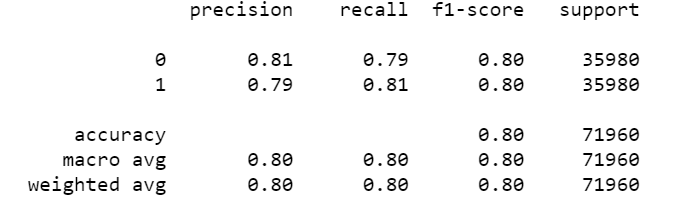 precision recall f1-score support
0 0.81 0.79 0.80 35980
1 0.79 0.81 0.80 35980
accuracy 0.80 71960
macro avg 0.80 0.80 0.80 71960
weighted avg 0.80 0.80 0.80 71960